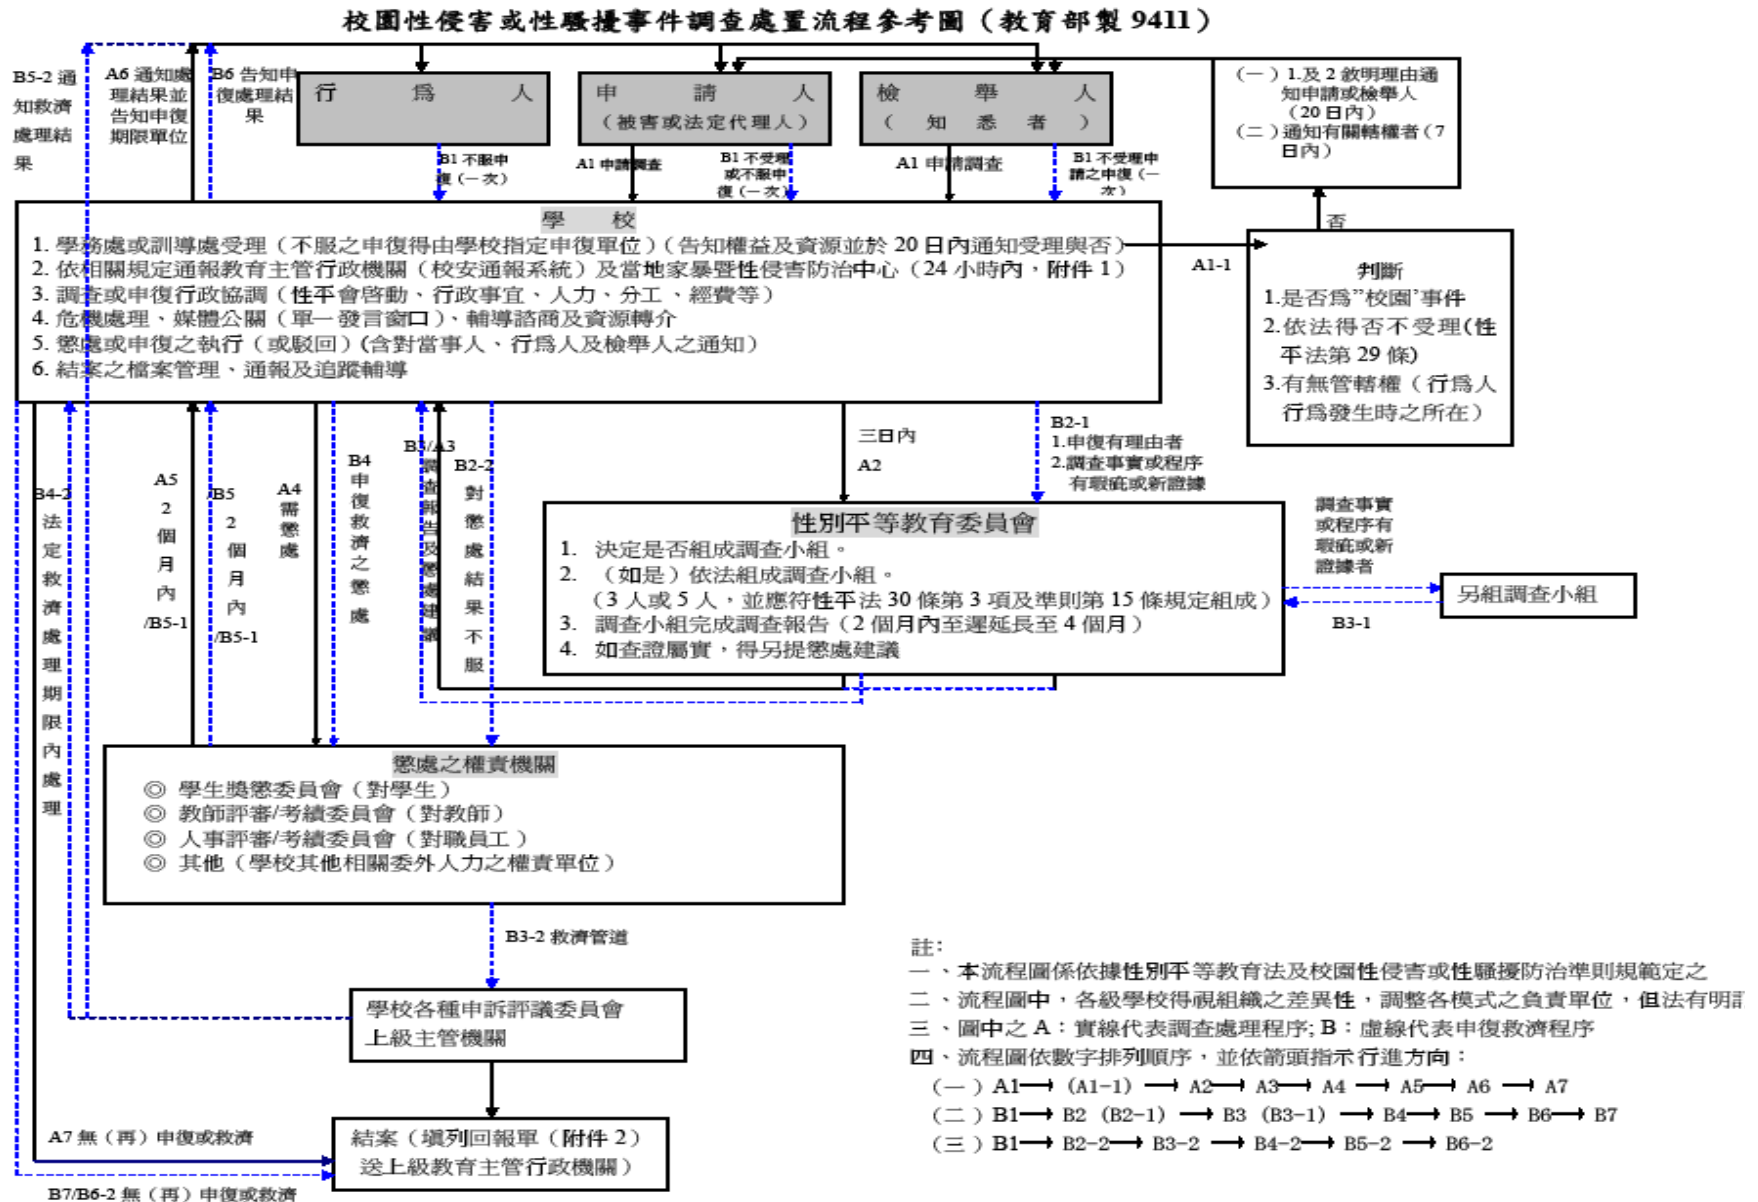 校園性侵害或性騷擾事件調查處置流程參考圖（教育部製 9411）
B5-2 通
知救濟
處理結
果
A6 通知處
理結果並
告知申復
期限單位
B6 告知申
復處理結
果
行 為 人
申 請 人
（被害或法定代理人）
檢 舉 人
（ 知 悉 者 ）
（一）1.及 2 敘明理由通
知申請或檢舉人
（20 日內）
（二）通知有關轄權者（7
日內）
B1 不服申
復（一次）
A1 申請調查
B1 不受理
或不服申
復（一次）
A1 申請調查
B1 不受理申
請之申復（一
次）
否
學 校
1. 學務處或訓導處受理（不服之申復得由學校指定申復單位）（告知權益及資源並於 20 日內通知受理與否）
2. 依相關規定通報教育主管行政機關（校安通報系統）及當地家暴暨性侵害防治中心（24 小時內，附件 1）
3. 調查或申復行政協調（性平會啓動、行政事宜、人力、分工、經費等）
4. 危機處理、媒體公關（單一發言窗口）、輔導諮商及資源轉介
5. 懲處或申復之執行（或駁回）(含對當事人、行為人及檢舉人之通知）
6. 結案之檔案管理、通報及追蹤輔導
A1-1
判斷
1.是否為”校園’事件
2.依法得否不受理(性
平法第 29 條)
3.有無管轄權（行為人
行為發生時之所在）
B4-2
法
定
救
濟
處
理
期
限
內
處
理
A5
2
個
月
內
/B5-1
/B5
2
個
月
內
/B5-1
A4
需
懲
處
B4
申
復
救
濟
之
懲
處
B3/A3
調
查
報
告
及
懲
處
建
議
B2-2
對
懲
處
結
果
不
服
三日內
A2
B2-1
1.申復有理由者
2.調查事實或程序
有瑕疵或新證據
性別平等教育委員會
1. 決定是否組成調查小組。
2. （如是）依法組成調查小組。
（3 人或 5 人，並應符性平法 30 條第 3 項及準則第 15 條規定組成）
3. 調查小組完成調查報告（2 個月內至遲延長至 4 個月）
4. 如查證屬實，得另提懲處建議
調查事實
或程序有
瑕疵或新
證據者
另組調查小組
B3-1
懲處之權責機關
◎ 學生獎懲委員會（對學生）
◎ 教師評審/考績委員會（對教師）
◎ 人事評審/考績委員會（對職員工）
◎ 其他（學校其他相關委外人力之權責單位）
B3-2 救濟管道
學校各種申訴評議委員會
上級主管機關
A7 無（再）申復或救濟
結案（填列回報單（附件 2）
送上級教育主管行政機關）
B7/B6-2 無（再）申復或救濟
註：
一、本流程圖係依據性別平等教育法及校園性侵害或性騷擾防治準則規範定之
二、流程圖中，各級學校得視組織之差異性，調整各模式之負責單位，但法有明
三、圖中之 A：實線代表調查處理程序; B：虛線代表申復救濟程序
四、流程圖依數字排列順序，並依箭頭指示行進方向：
（一）A1→ (A1-1) → A2→ A3→ A4 → A5→ A6 → A7
（二）B1→ B2 (B2-1) → B3 (B3-1) → B4→ B5 → B6→ B7
（三）B1→ B2-2→ B3-2 → B4-2→ B5-2 → B6-2